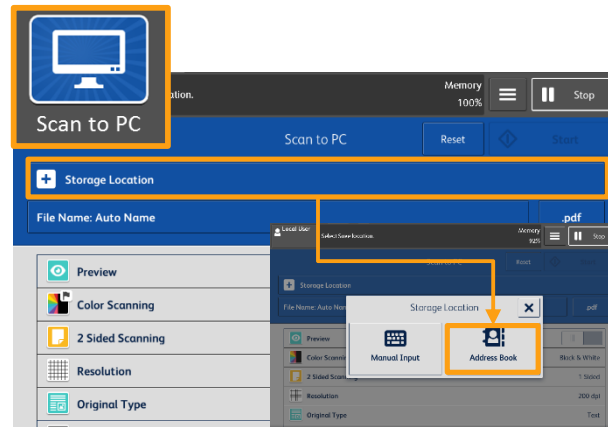 Scan to PC
ation.
Memory
100%
Stop
Scan to PC
Reset
Start
Storage Location
File Name: Auto Name
.pdf
Preview
Color Scanning
2 Sided Scanning
Resolution
Original Type
Local User
Select Save location.
Memory
92%
Stop
Scan to PC
Reset
Storage Location
File Name: Auto Nam
.pdf
Storage Location
Manual Input
Address Book
Preview
Color Scannin
Black & White
2 Sided Scanning
1 Sided
Resolution
200 dpi
Original Type
Text